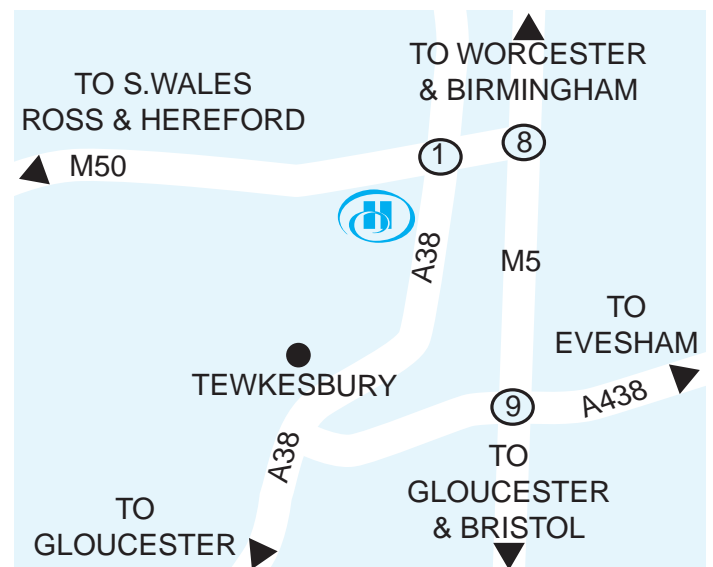 TO WORCESTER
& BIRMINGHAM
TO S.WALES
ROSS & HEREFORD
1
8
M50
H
A38
M5
TO
EVESHAM
TEWKESBURY
9
A438
A38
TO
GLOUCESTER
& BRISTOL
TO
GLOUCESTER